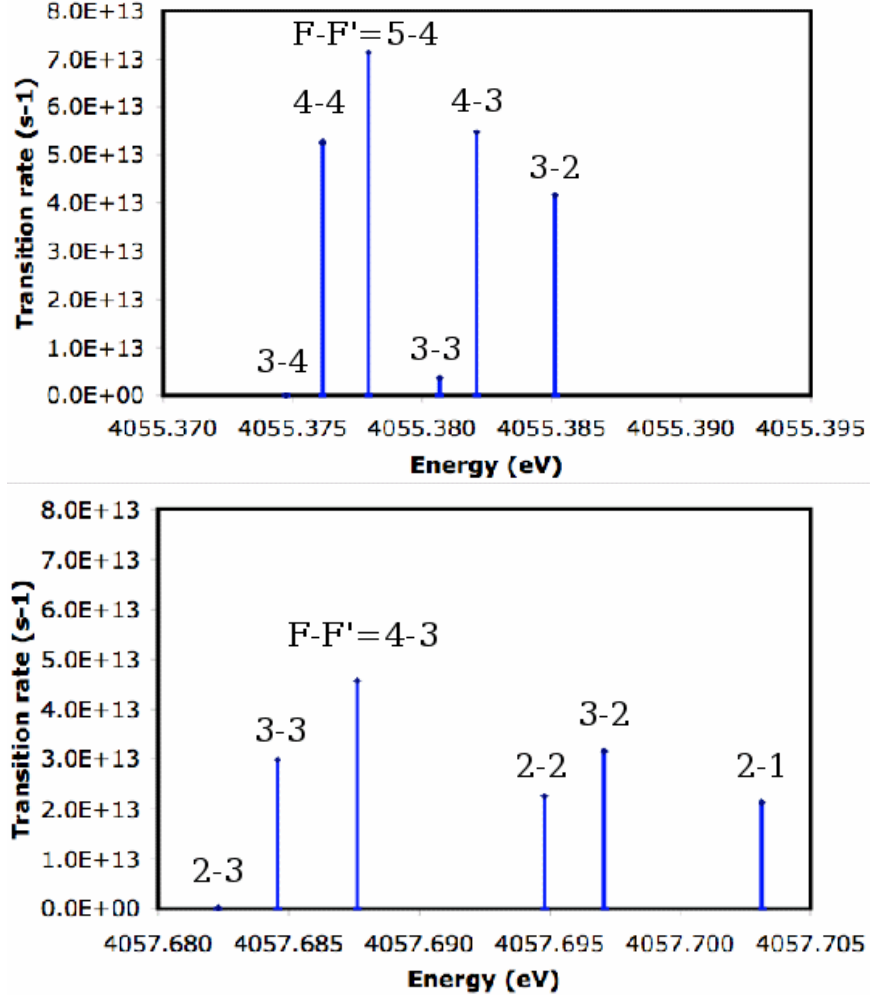 8.0E+13
F-F'=5-4
7.0E+13
4-4
4-3
6.0E+13
5.0E+13
3-2
4.0E+13
3.0E+13
2.0E+13
3-4
3-3
1.0E+13
0.0E+00
Transition rate (s-1)
4055.370 4055.375 4055.380 4055.385 4055.390 4055.395
Energy (eV)
8.0E+13
7.0E+13
6.0E+13
F-F'=4-3
5.0E+13
4.0E+13
3-3
3-2
3.0E+13
2-2
2-1
2.0E+13
2-3
1.0E+13
0.0E+00
Transition rate (s-1)
4057.680 4057.685 4057.690 4057.695 4057.700 4057.705
Energy (eV)